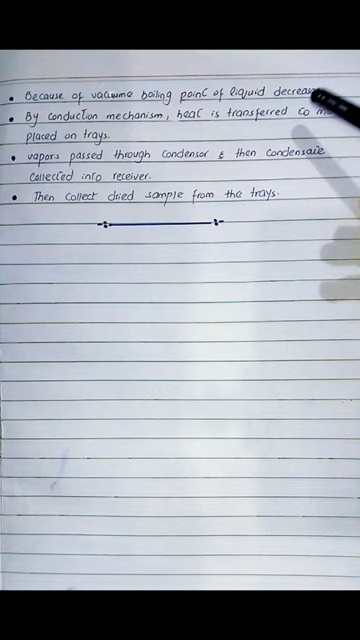 • Because of vacuume boiling point of liquid decreas
• By conduction mechanism, heat is transferred to
placed on trays.
• vapors passed through condensor & then condensate
collected into receiver.
• Then collect dried sample from the trays.